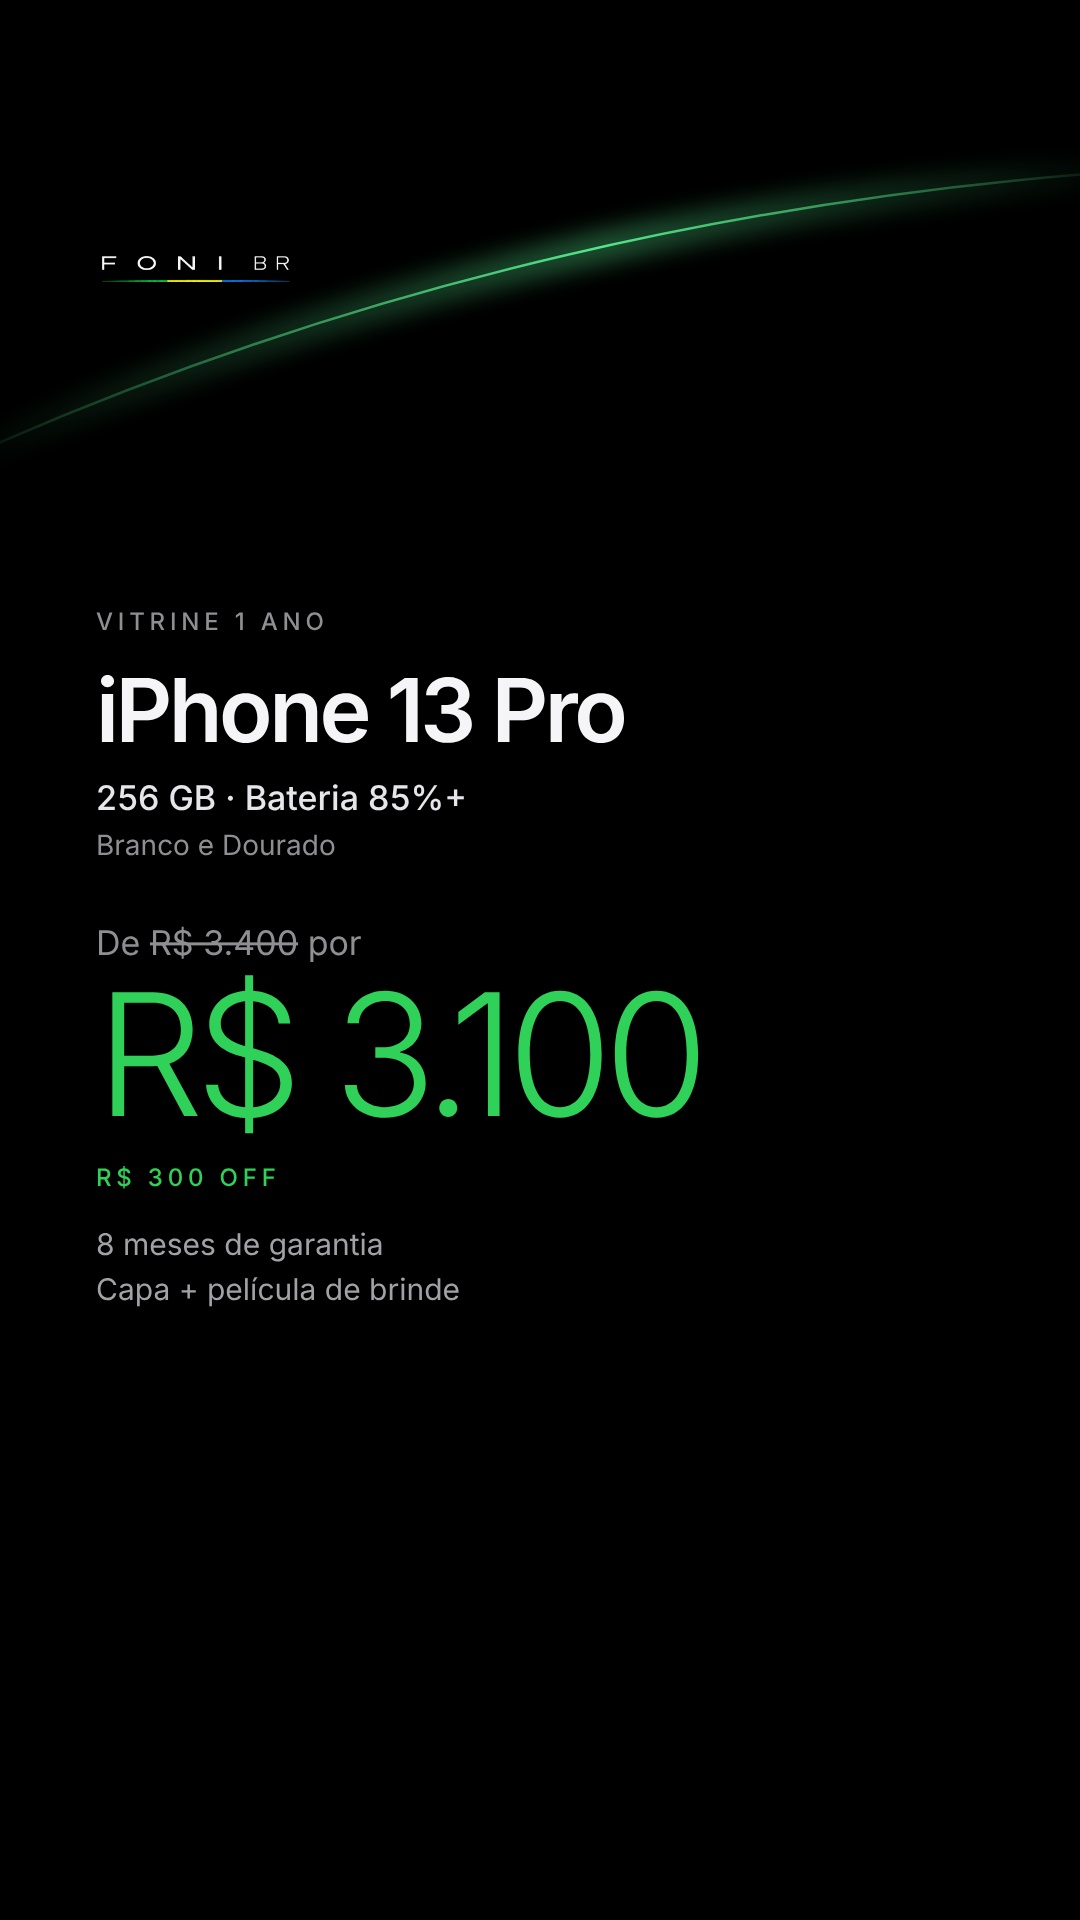 FONI BR
VITRINE 1 ANO
iPhone 13 Pro
256 GB · Bateria 85%+
Branco e Dourado
De R$ 3.400 por
R$ 3.100
R$ 300 OFF
8 meses de garantia
Capa + película de brinde